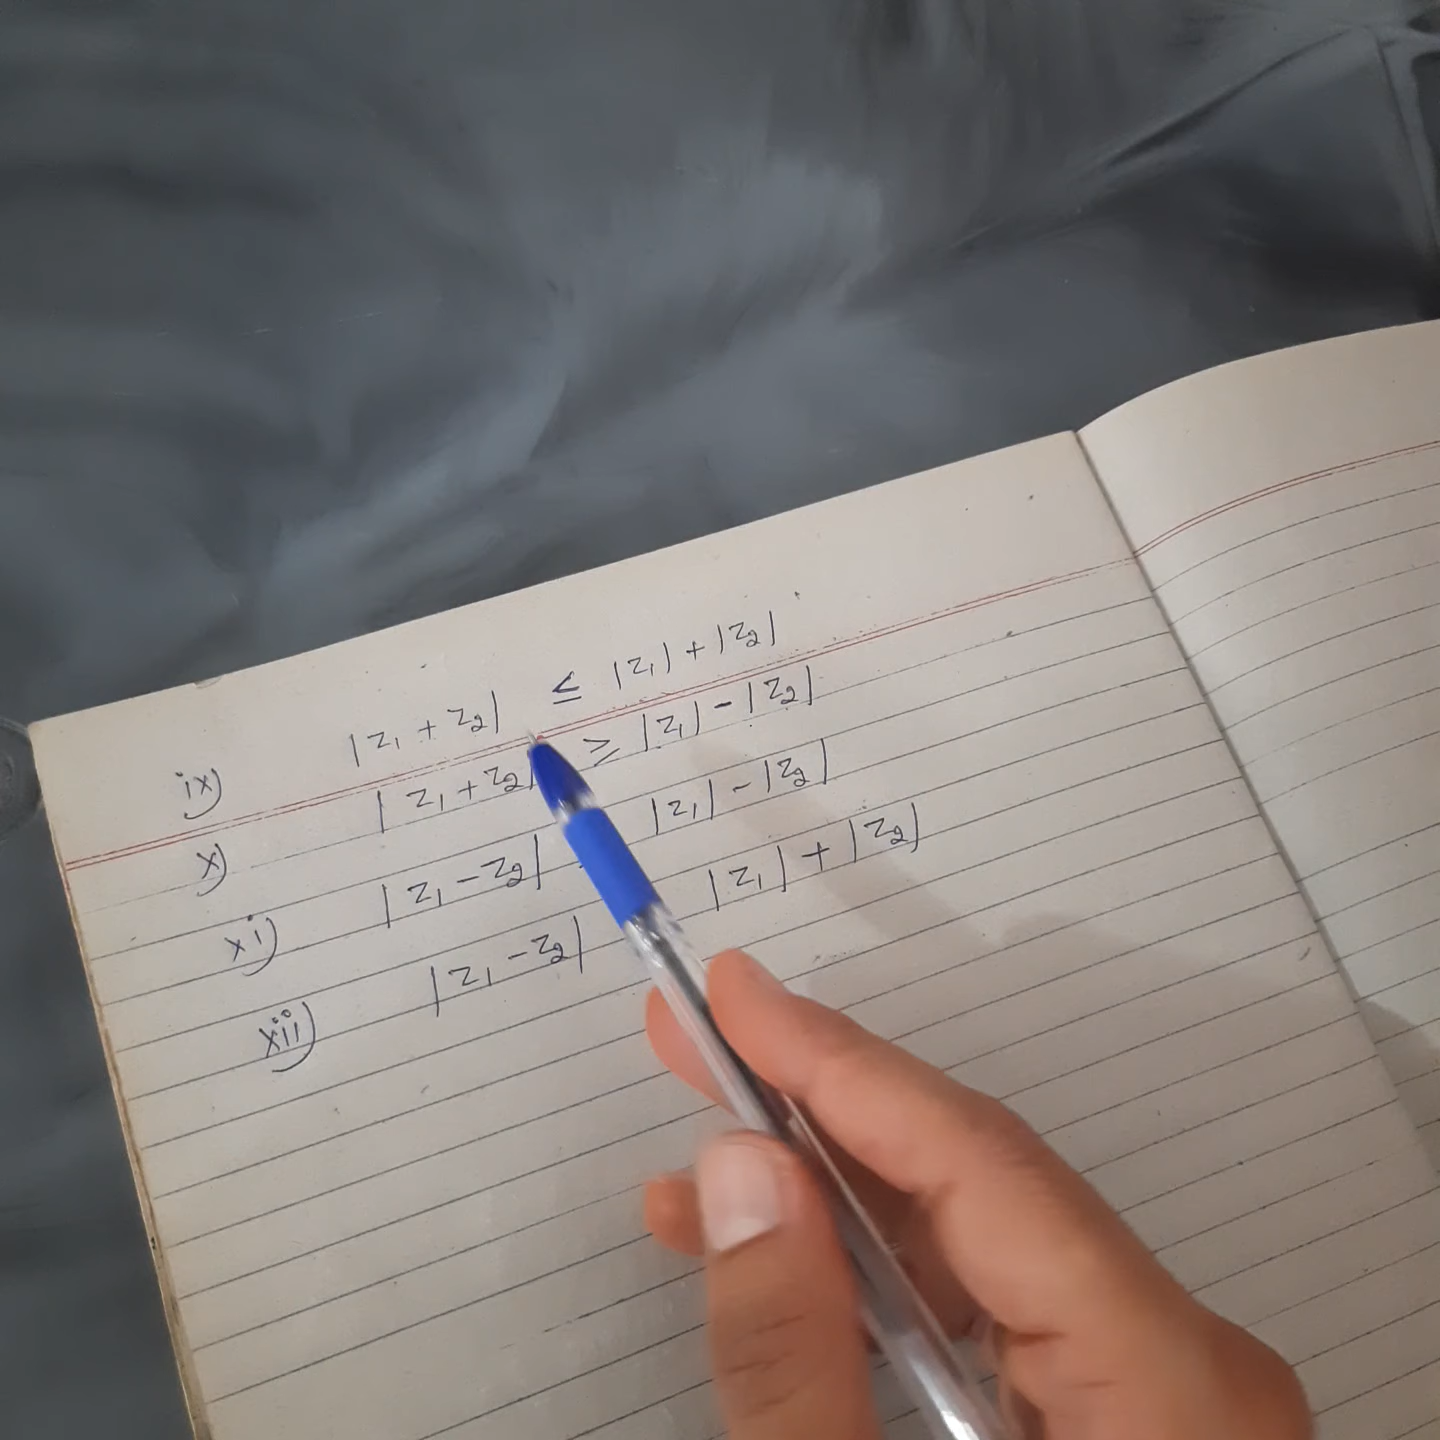 ix) |z₁ + z₂| ≤ |z₁| + |z₂|
x) |z₁ + z₂| ≥ |z₁| - |z₂|
xi) |z₁ - z₂| |z₁| - |z₂|
xii) |z₁ - z₂| |z₁| + |z₂|